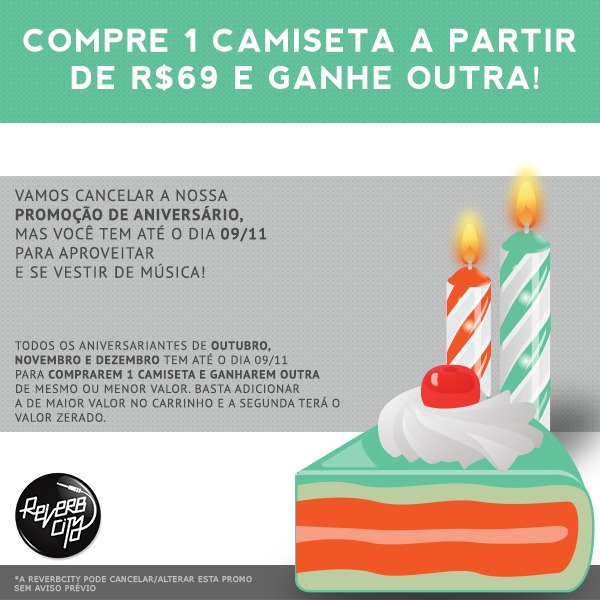 COMPRE 1 CAMISETA A PARTIR
DE R$69 E GANHE OUTRA!
VAMOS CANCELAR A NOSSA
PROMOÇÃO DE ANIVERSÁRIO,
MAS VOCÊ TEM ATÉ O DIA 09/11
PARA APROVEITAR
E SE VESTIR DE MÚSICA!
TODOS OS ANIVERSARIANTES DE OUTUBRO,
NOVEMBRO E DEZEMBRO TEM ATÉ O DIA 09/11
PARA COMPRAREM 1 CAMISETA E GANHAREM OUTRA
DE MESMO OU MENOR VALOR. BASTA ADICIONAR
A DE MAIOR VALOR NO CARRINHO E A SEGUNDA TERÁ O
VALOR ZERADO.
REVERB
CITY
*A REVERBCITY PODE CANCELAR/ALTERAR ESTA PROMO
SEM AVISO PRÉVIO